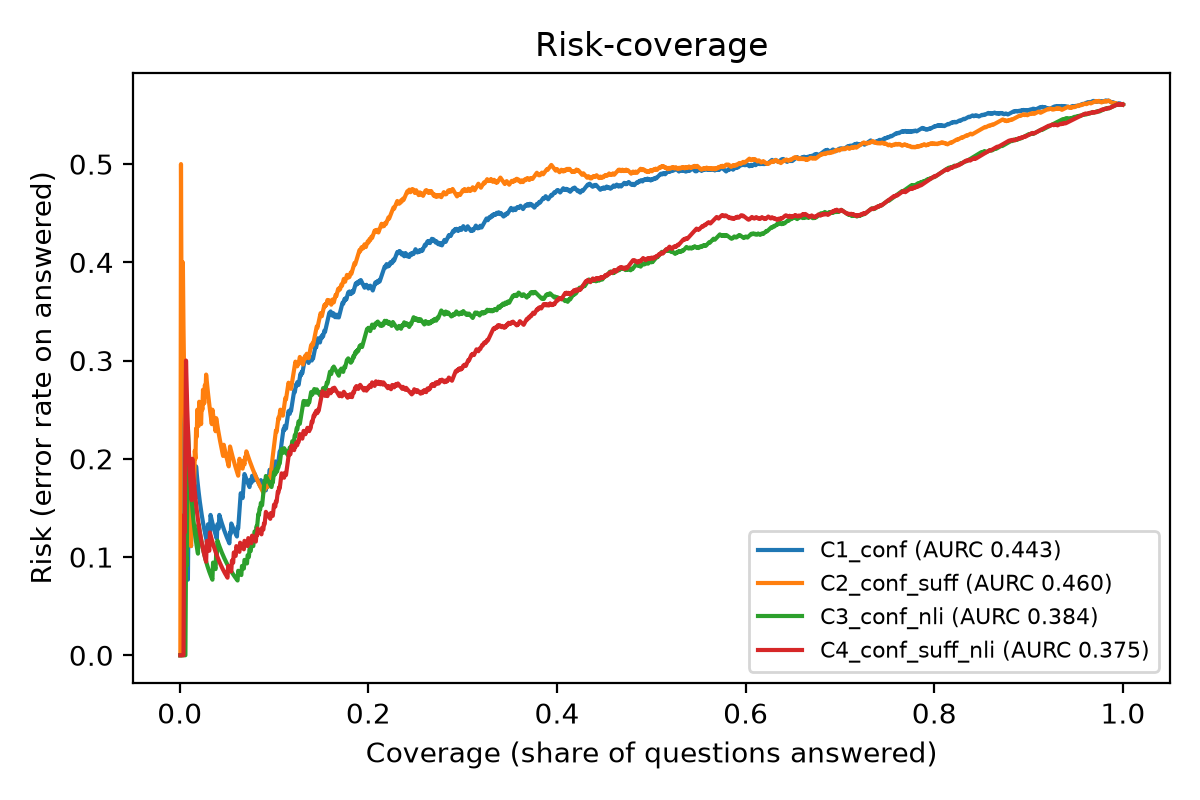 Risk-coverage
Risk (error rate on answered)
0.5
0.4
0.3
0.2
0.1
0.0
C1_conf (AURC 0.443)
C2_conf_suff (AURC 0.460)
C3_conf_nli (AURC 0.384)
C4_conf_suff_nli (AURC 0.375)
0.0 0.2 0.4 0.6 0.8 1.0
Coverage (share of questions answered)